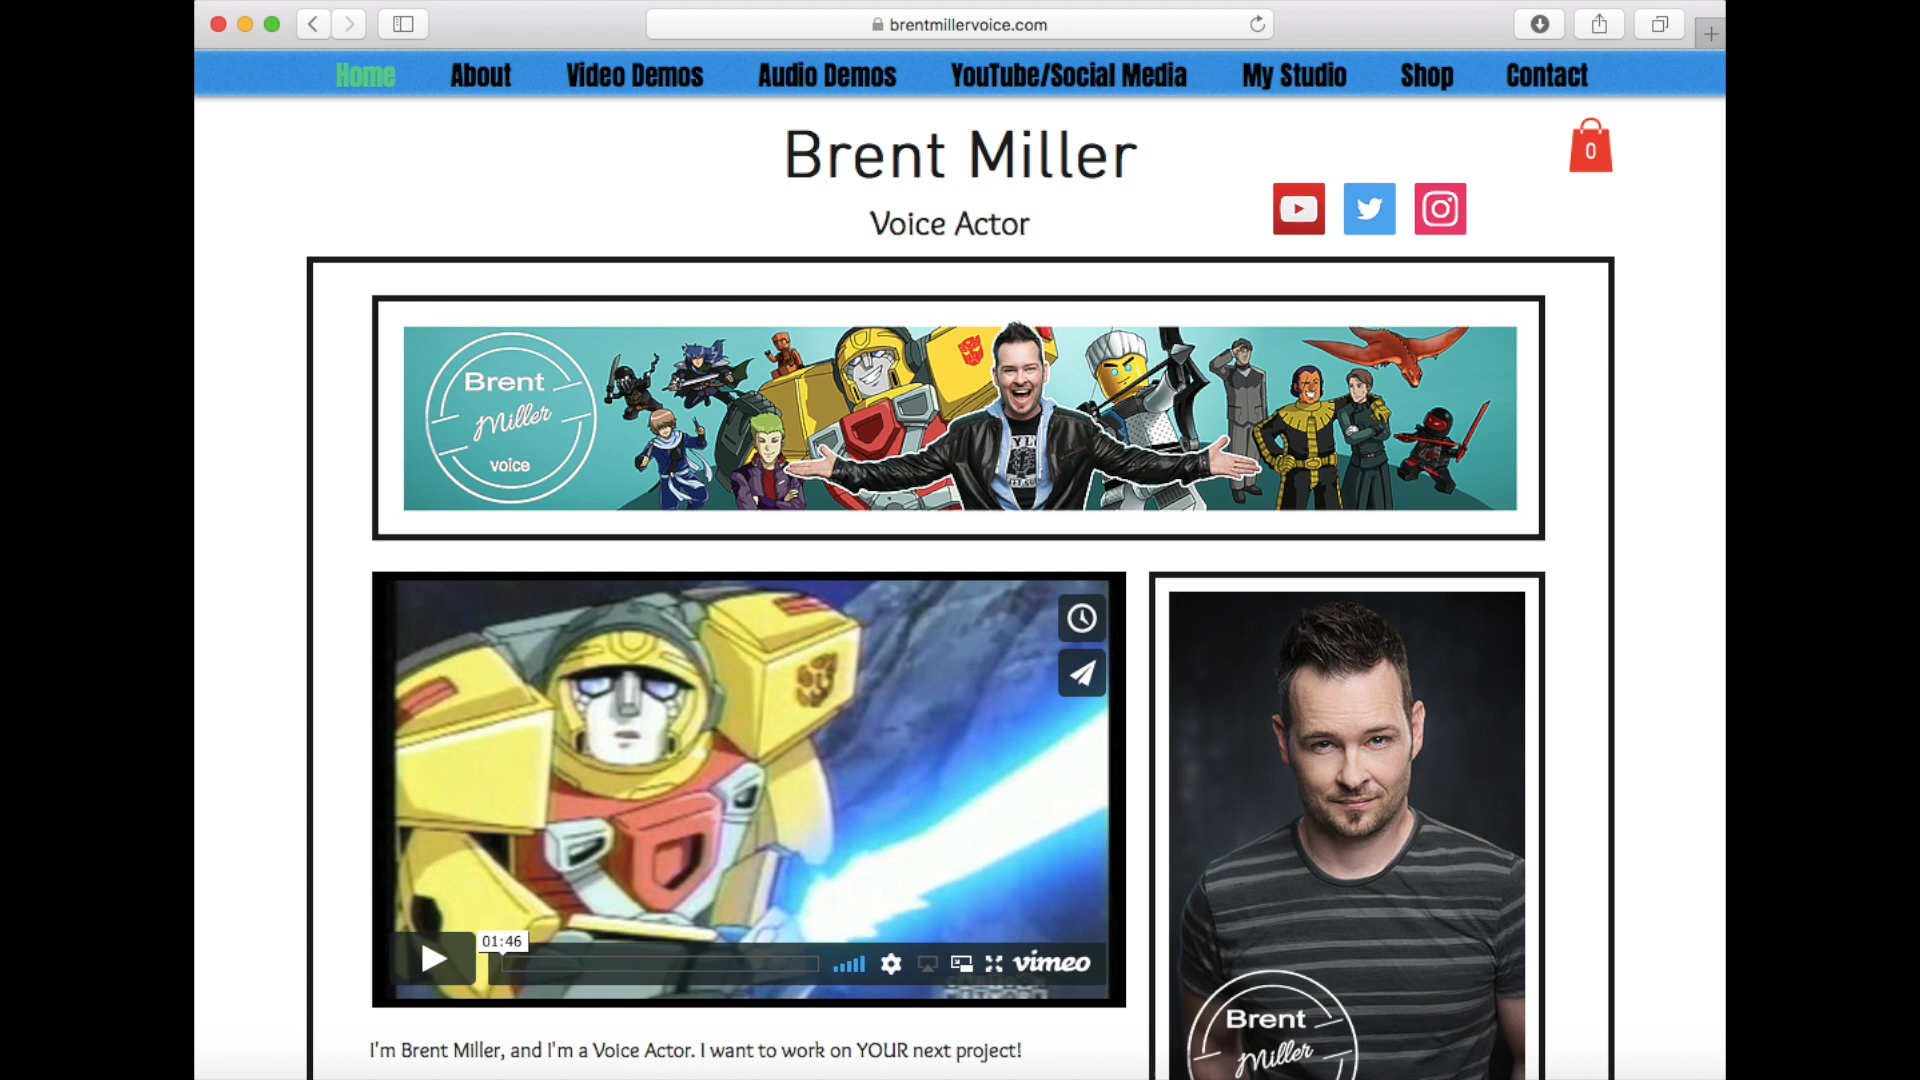 brentmillervoice.com
Home About Video Demos Audio Demos YouTube/Social Media My Studio Shop Contact
Brent Miller
0
Voice Actor
Brent
Miller
voice
01:46
vimeo
I'm Brent Miller, and I'm a Voice Actor. I want to work on YOUR next project!
Brent
Miller